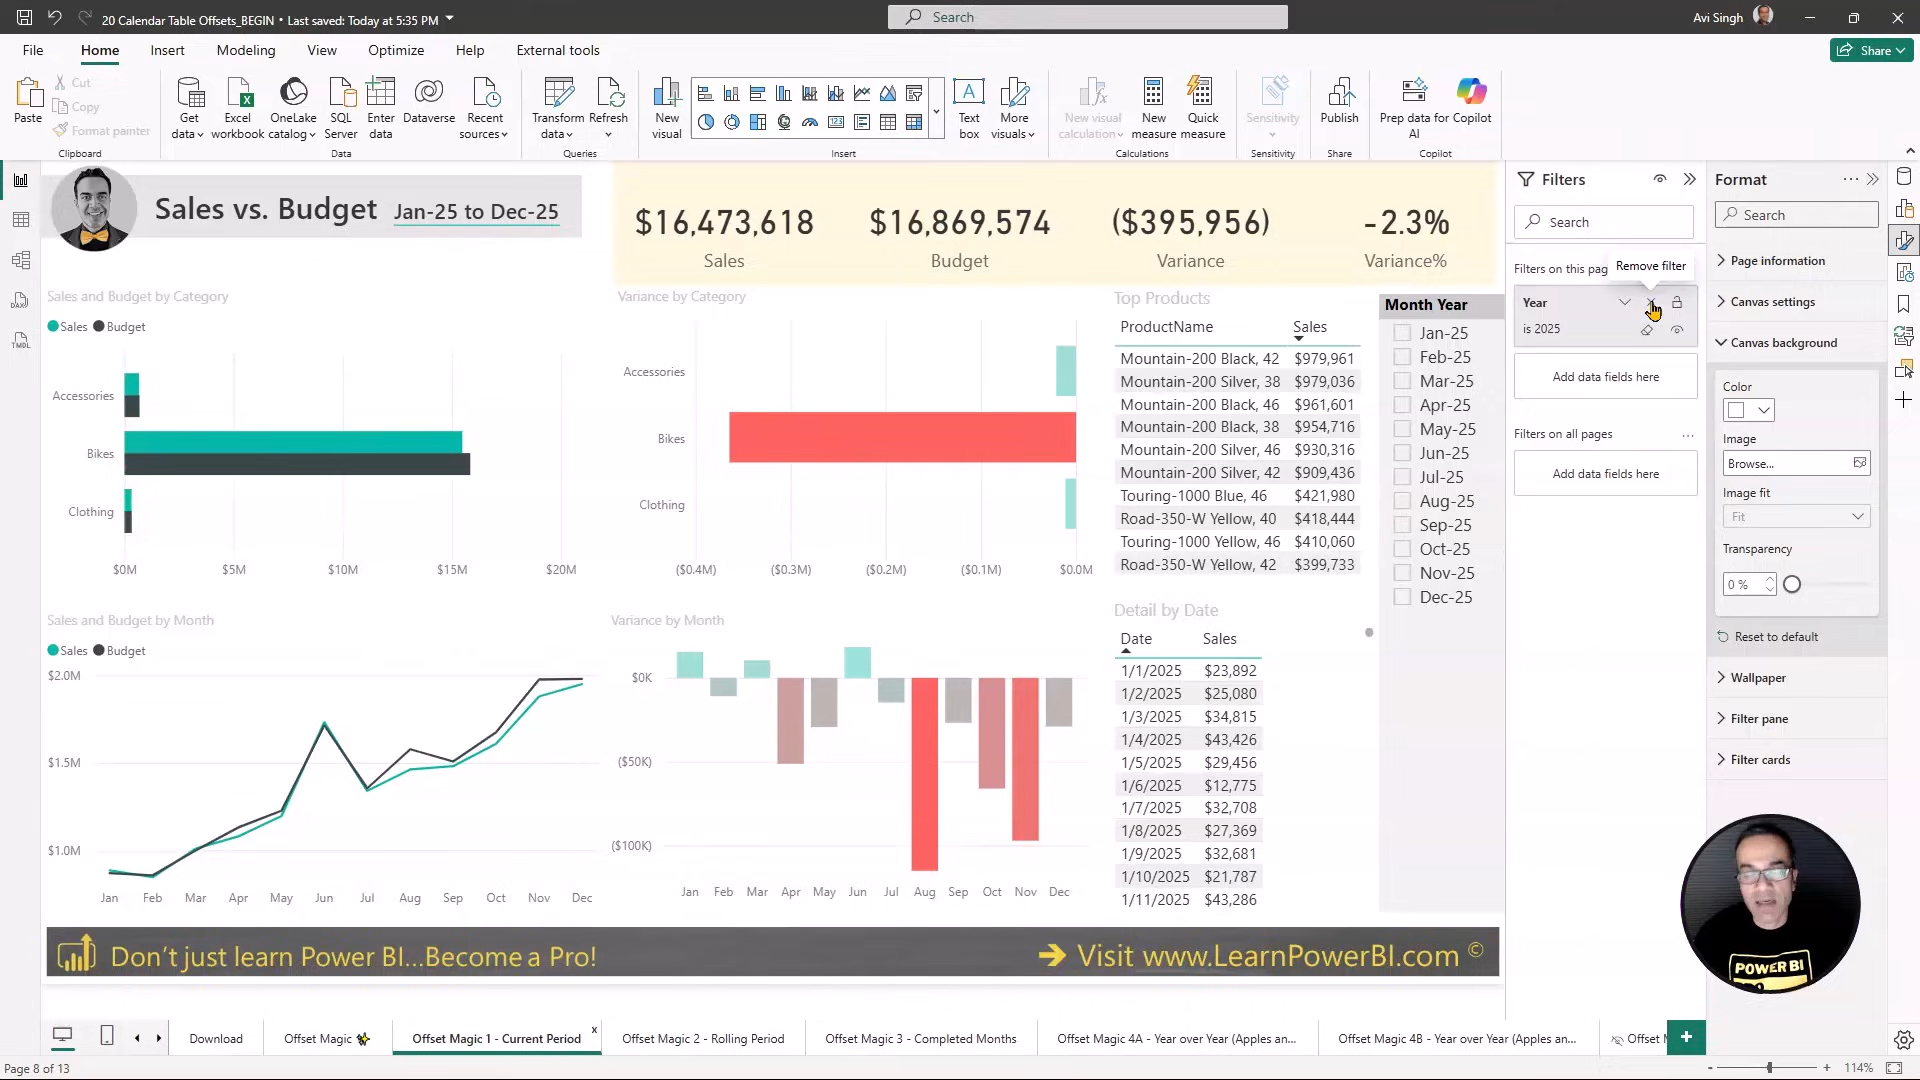 20 Calendar Table Offsets_BEGIN • Last saved: Today at 5:35 PM
Search
Avi Singh
File
Home
Insert
Modeling
View
Optimize
Help
External tools
Share
Paste
Cut
Copy
Format painter
Clipboard
Get data
Excel workbook
OneLake catalog
SQL Server
Enter data
Dataverse
Recent sources
Data
Transform data
Refresh
Queries
New visual
Text box
More visuals
Insert
New visual calculation
New measure
Quick measure
Calculations
Sensitivity
Sensitivity
Publish
Share
Prep data for AI
Copilot
Copilot
Sales vs. Budget
Jan-25 to Dec-25
$16,473,618
Sales
$16,869,574
Budget
($395,956)
Variance
-2.3%
Variance%
Sales and Budget by Category
Sales
Budget
Accessories
Bikes
Clothing
$0M
$5M
$10M
$15M
$20M
Variance by Category
Accessories
Bikes
Clothing
($0.4M)
($0.3M)
($0.2M)
($0.1M)
$0.0M
Top Products
ProductName Sales
Mountain-200 Black, 42 $979,961
Mountain-200 Silver, 38 $979,036
Mountain-200 Black, 46 $961,601
Mountain-200 Black, 38 $954,716
Mountain-200 Silver, 46 $930,316
Mountain-200 Silver, 42 $909,436
Touring-1000 Blue, 46 $421,980
Road-350-W Yellow, 40 $418,444
Touring-1000 Yellow, 46 $410,060
Road-350-W Yellow, 42 $399,733
Month Year
Jan-25
Feb-25
Mar-25
Apr-25
May-25
Jun-25
Jul-25
Aug-25
Sep-25
Oct-25
Nov-25
Dec-25
Sales and Budget by Month
Sales
Budget
$2.0M
$1.5M
$1.0M
Jan Feb Mar Apr May Jun Jul Aug Sep Oct Nov Dec
Variance by Month
$0K
($50K)
($100K)
Jan Feb Mar Apr May Jun Jul Aug Sep Oct Nov Dec
Detail by Date
Date Sales
1/1/2025 $23,892
1/2/2025 $25,080
1/3/2025 $34,815
1/4/2025 $43,426
1/5/2025 $29,456
1/6/2025 $12,775
1/7/2025 $32,708
1/8/2025 $27,369
1/9/2025 $32,681
1/10/2025 $21,787
1/11/2025 $43,286
Don't just learn Power BI...Become a Pro!
Visit www.LearnPowerBI.com ©
Filters
Search
Filters on this pag
Remove filter
Year
is 2025
Add data fields here
Filters on all pages
Add data fields here
Format
Search
Page information
Canvas settings
Canvas background
Color
Image
Browse...
Image fit
Fit
Transparency
0 %
Reset to default
Wallpaper
Filter pane
Filter cards
POWER BI
DAX
TMDL
Download
Offset Magic
Offset Magic 1 - Current Period
Offset Magic 2 - Rolling Period
Offset Magic 3 - Completed Months
Offset Magic 4A - Year over Year (Apples an...
Offset Magic 4B - Year over Year (Apples an...
Offset M
Page 8 of 13
114%